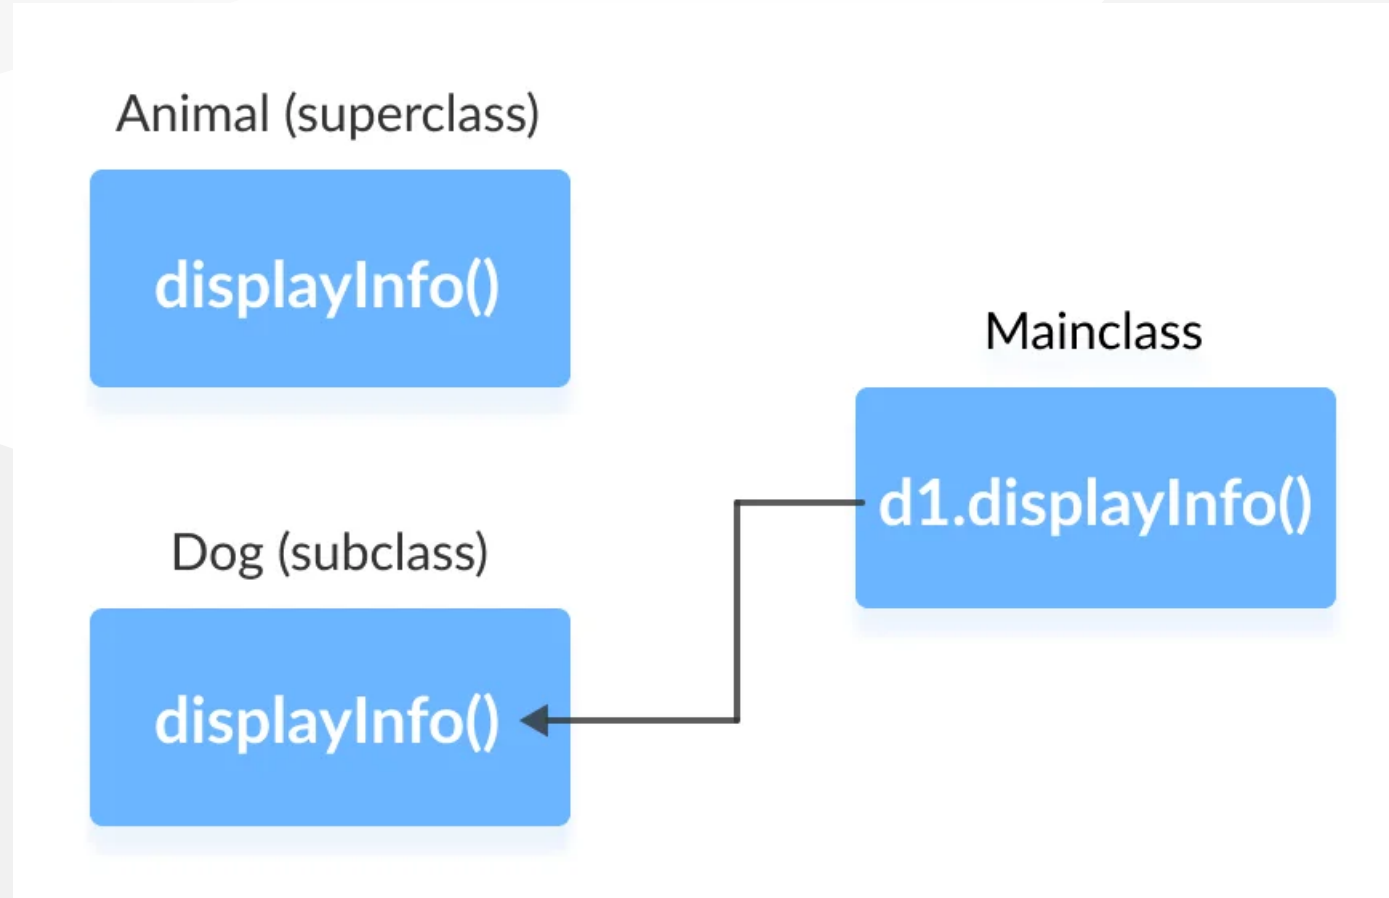 Animal (superclass)
displayInfo()
Mainclass
d1.displayInfo()
Dog (subclass)
displayInfo()